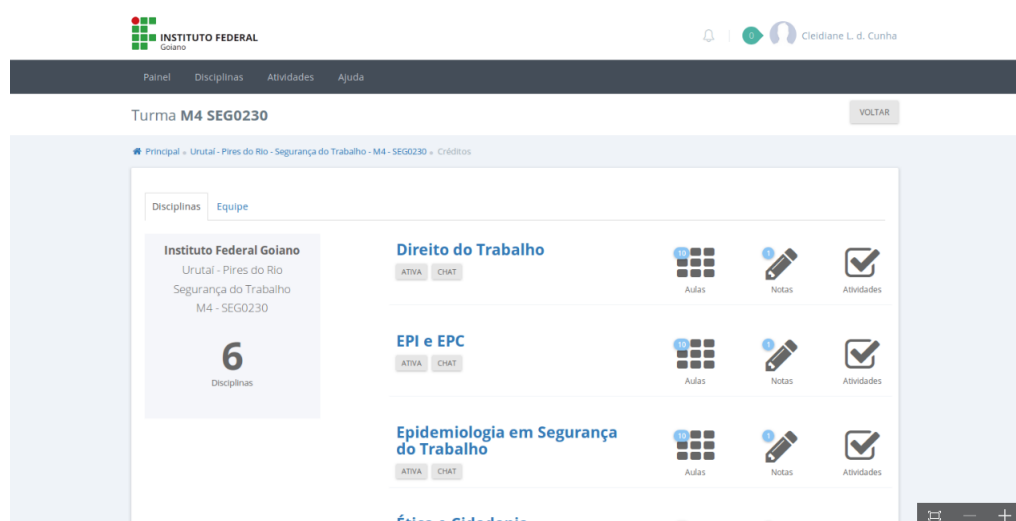 INSTITUTO FEDERAL
Goiano
0
Cleidiane L. d. Cunha
Painel Disciplinas Atividades Ajuda
Turma M4 SEG0230
VOLTAR
Principal » Urutaí - Pires do Rio - Segurança do Trabalho - M4 - SEG0230 » Créditos
Disciplinas Equipe
Instituto Federal Goiano
Urutaí - Pires do Rio
Segurança do Trabalho
M4 - SEG0230
6
Disciplinas
Direito do Trabalho
ATIVA CHAT
10 1
Aulas Notas Atividades
EPI e EPC
ATIVA CHAT
10 1
Aulas Notas Atividades
Epidemiologia em Segurança
do Trabalho
ATIVA CHAT
10 1
Aulas Notas Atividades
Ética e Cidadania